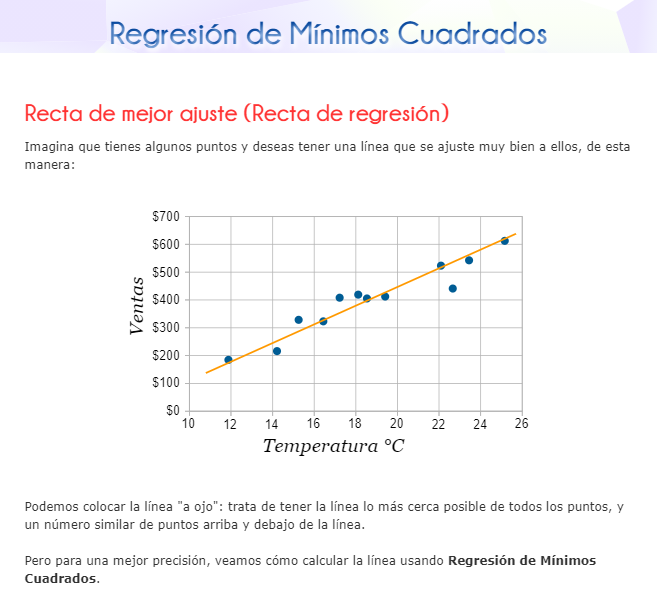 Regresión de Mínimos Cuadrados
Recta de mejor ajuste (Recta de regresión)
Imagina que tienes algunos puntos y deseas tener una línea que se ajuste muy bien a ellos, de esta
manera:
$700
$600
$500
$400
$300
$200
$100
$0
Ventas
10 12 14 16 18 20 22 24 26
Temperatura °C
Podemos colocar la línea "a ojo": trata de tener la línea lo más cerca posible de todos los puntos, y
un número similar de puntos arriba y debajo de la línea.
Pero para una mejor precisión, veamos cómo calcular la línea usando Regresión de Mínimos
Cuadrados.